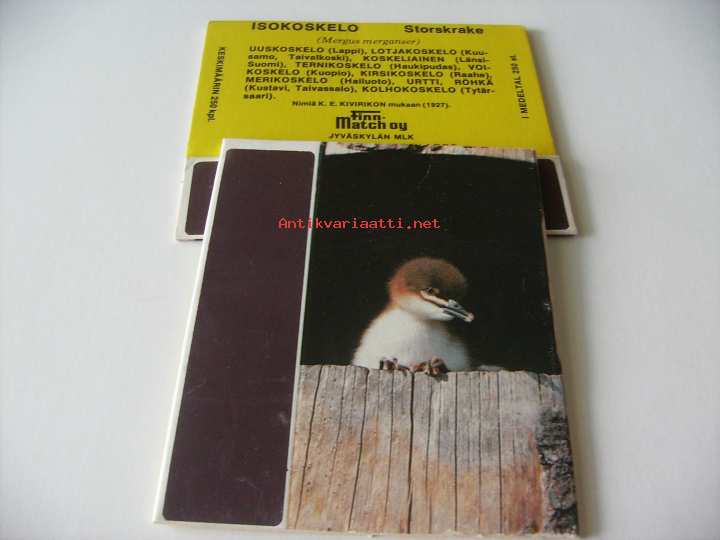 ISOKOSKELO Storskrake
(Mergus merganser)
UUSKOSKELO (Lappi), LOTJAKOSKELO (Kuu-
samo, Taivalkoski), KOSKELIAINEN (Länsi-
Suomi), TERNIKOSKELO (Haukipudas), VOI-
KOSKELO (Kuopio), KIRSIKOSKELO (Raahe),
MERIKOSKELO (Hailuoto), URTTI, RÖHKÄ
(Kustavi, Taivassalo), KOLHOKOSKELO (Tytär-
saari).
Nimiä K. E. KIVIRIKON mukaan (1927).
Finn-
Match oy
JYVÄSKYLÄN MLK
KESKIMÄÄRIN 250 kpl.
I MEDELTAL 250 st.
Antikvariaatti.net